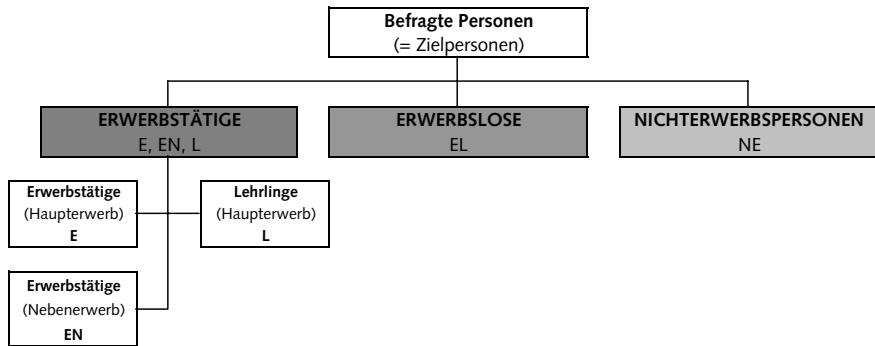 Befragte Personen
(= Zielpersonen)
ERWERBSTÄTIGE
E, EN, L
ERWERBSLOSE
EL
NICHTERWERBSPERSONEN
NE
Erwerbstätige
(Haupterwerb)
E
Lehrlinge
(Haupterwerb)
L
Erwerbstätige
(Nebenerwerb)
EN